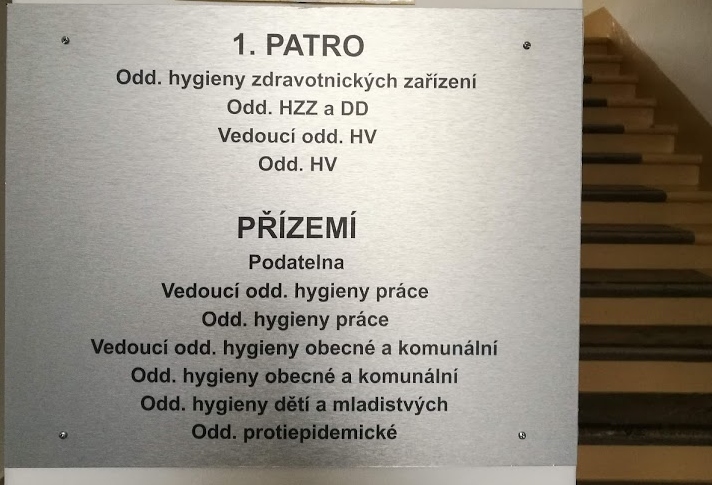 1. PATRO
Odd. hygieny zdravotnických zařízení
Odd. HZZ a DD
Vedoucí odd. HV
Odd. HV
PŘÍZEMÍ
Podatelna
Vedoucí odd. hygieny práce
Odd. hygieny práce
Vedoucí odd. hygieny obecné a komunální
Odd. hygieny obecné a komunální
Odd. hygieny dětí a mladistvých
Odd. protiepidemické